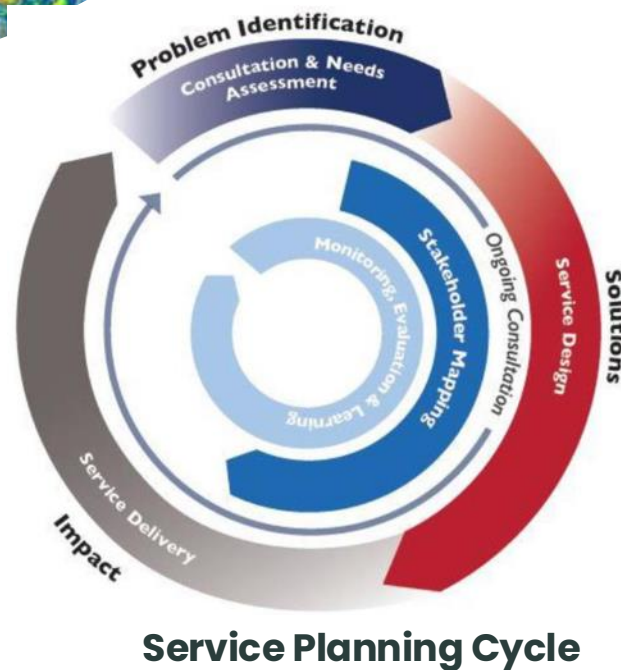 Problem Identification
Consultation & Needs
Assessment
Service Design
Solutions
Ongoing Consultation
Stakeholder Mapping
Monitoring, Evaluation & Learning
Service Delivery
Impact
Service Planning Cycle